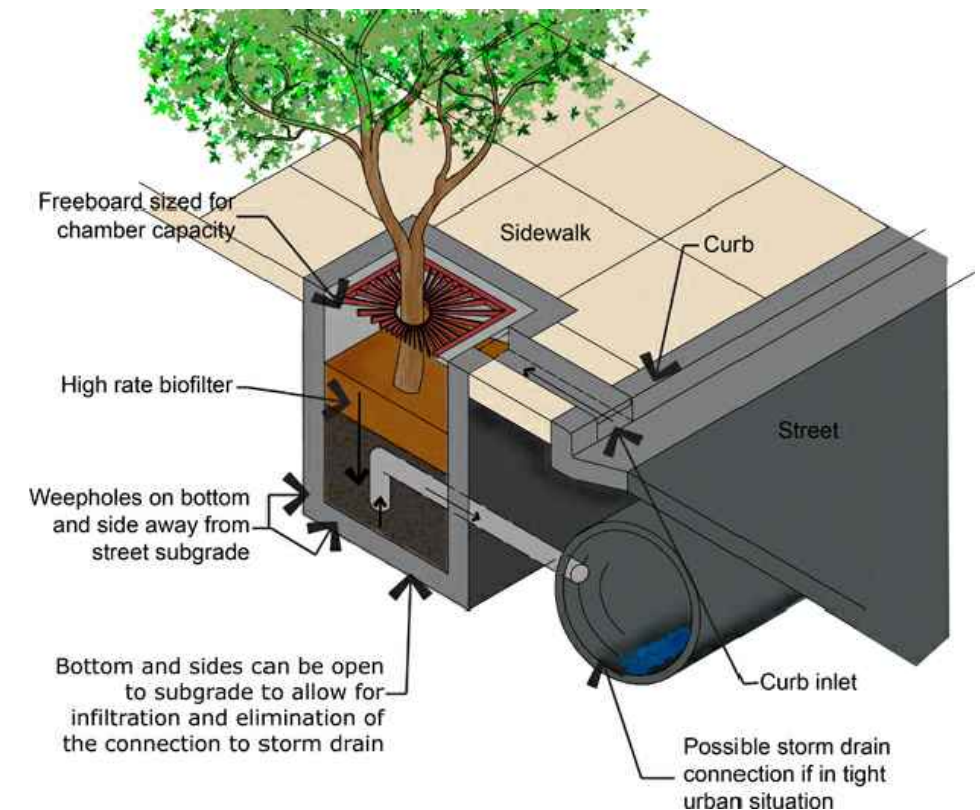 Freeboard sized for
chamber capacity
Sidewalk
Curb
High rate biofilter
Street
Weepholes on bottom
and side away from
street subgrade
Bottom and sides can be open
to subgrade to allow for
infiltration and elimination of
the connection to storm drain
Curb inlet
Possible storm drain
connection if in tight
urban situation